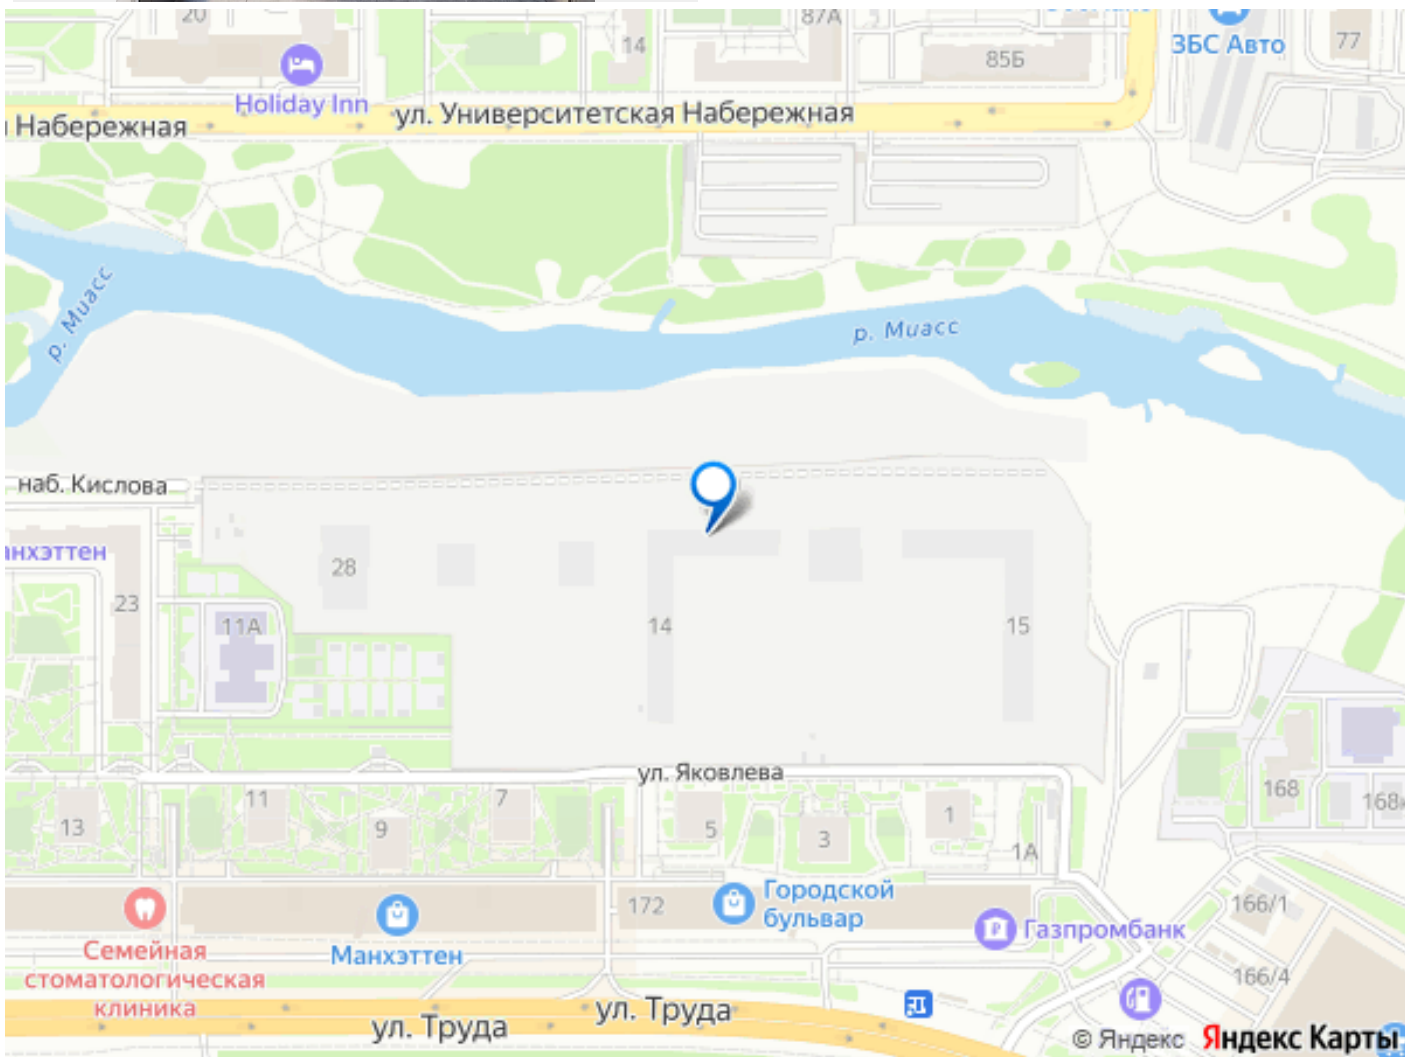 20
87А
14
85Б
ЗБС Авто
77
Holiday Inn
ул. Университетская Набережная
Набережная
р. Миасс
р. Миасс
наб. Кислова
28
23
11А
14
15
ул. Яковлева
11
7
13
9
5
3
1
1А
168
172
Городской
бульвар
166/1
Газпромбанк
Семейная
стоматологическая
клиника
Манхэттен
166/4
ул. Труда
ул. Труда
© Яндекс Яндекс Карты